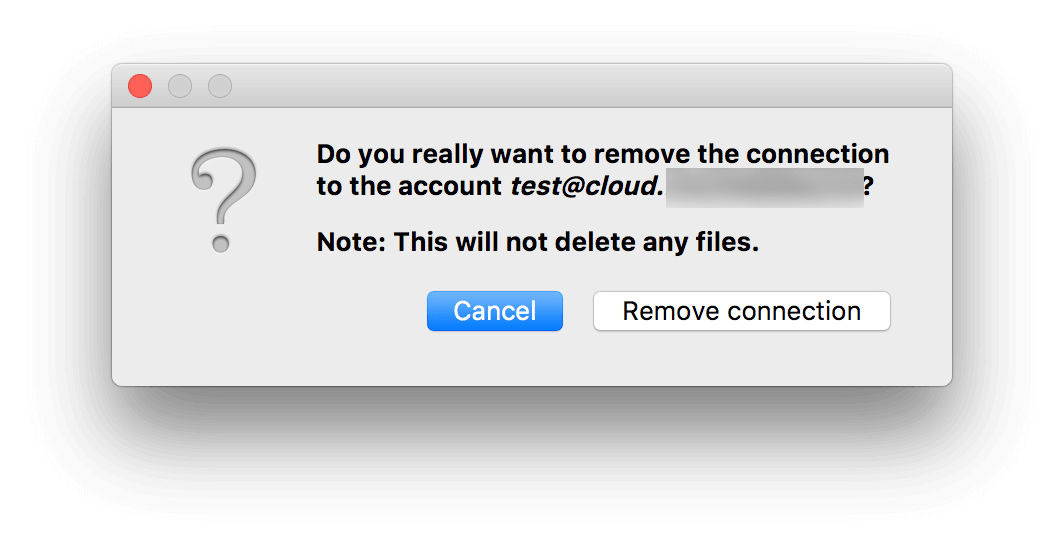 Do you really want to remove the connection
to the account test@cloud. ?
Note: This will not delete any files.
Cancel
Remove connection